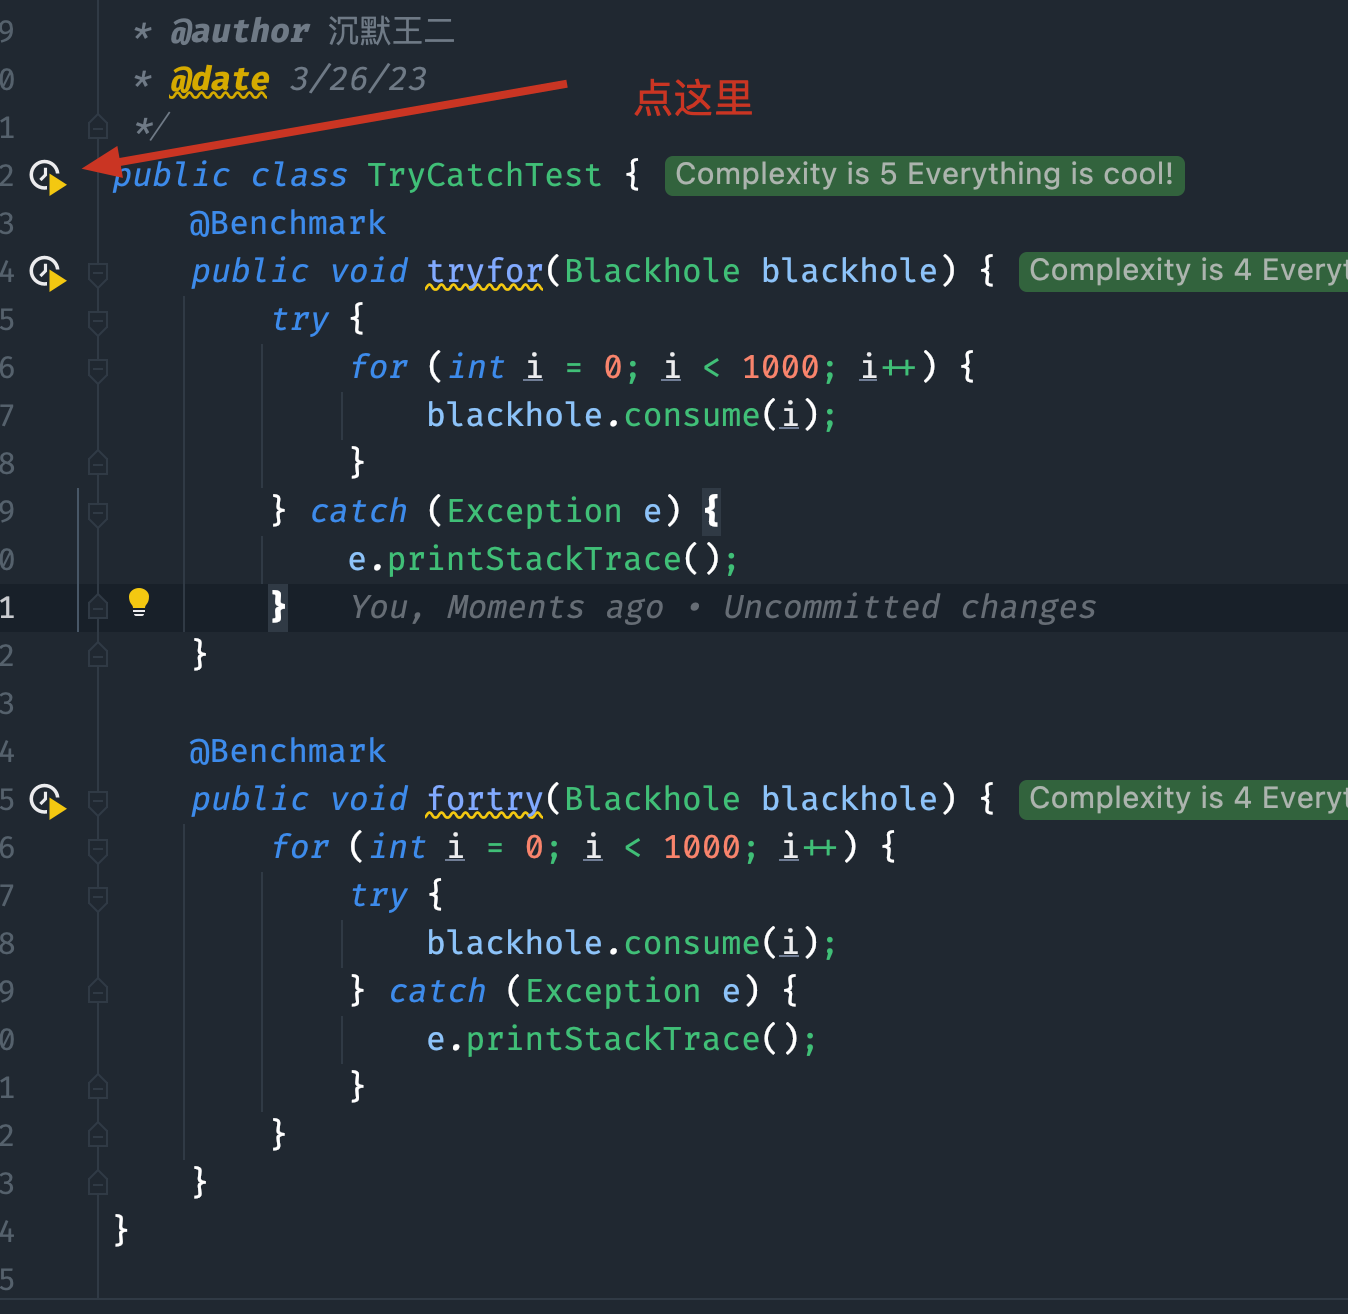 9 * @author 沉默王二
0 * @date 3/26/23
点这里
1 */
2 public class TryCatchTest { Complexity is 5 Everything is cool!
3 @Benchmark
4 public void tryfor(Blackhole blackhole) { Complexity is 4 Everyt
5 try {
6 for (int i = 0; i < 1000; i++) {
7 blackhole.consume(i);
8 }
9 } catch (Exception e) {
0 e.printStackTrace();
1 } You, Moments ago • Uncommitted changes
2 }
3
4 @Benchmark
5 public void fortry(Blackhole blackhole) { Complexity is 4 Everyt
6 for (int i = 0; i < 1000; i++) {
7 try {
8 blackhole.consume(i);
9 } catch (Exception e) {
0 e.printStackTrace();
1 }
2 }
3 }
4 }
5